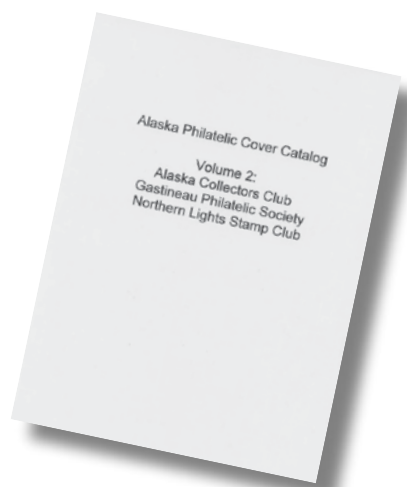 Alaska Philatelic Cover Catalog
Volume 2:
Alaska Collectors Club
Gastineau Philatelic Society
Northern Lights Stamp Club